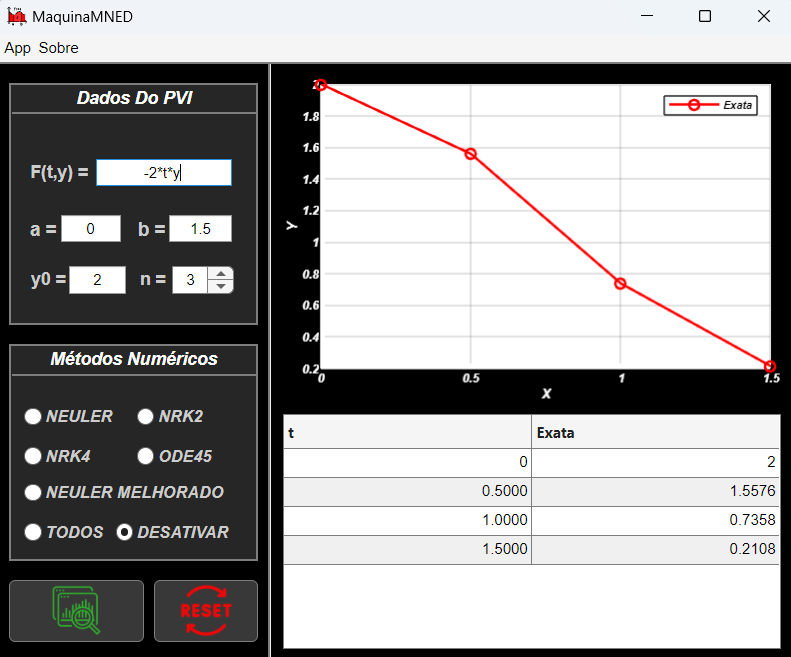 MaquinaMNED
App Sobre
Dados Do PVI
F(t,y) = -2*t*y
a = 0 b = 1.5
y0 = 2 n = 3
Métodos Numéricos
NEULER NRK2
NRK4 ODE45
NEULER MELHORADO
TODOS DESATIVAR
RESET
Exata
2
1.8
1.6
1.4
1.2
1
0.8
0.6
0.4
0.2
Y
0 0.5 1 1.5
X
t Exata
0 2
0.5000 1.5576
1.0000 0.7358
1.5000 0.2108